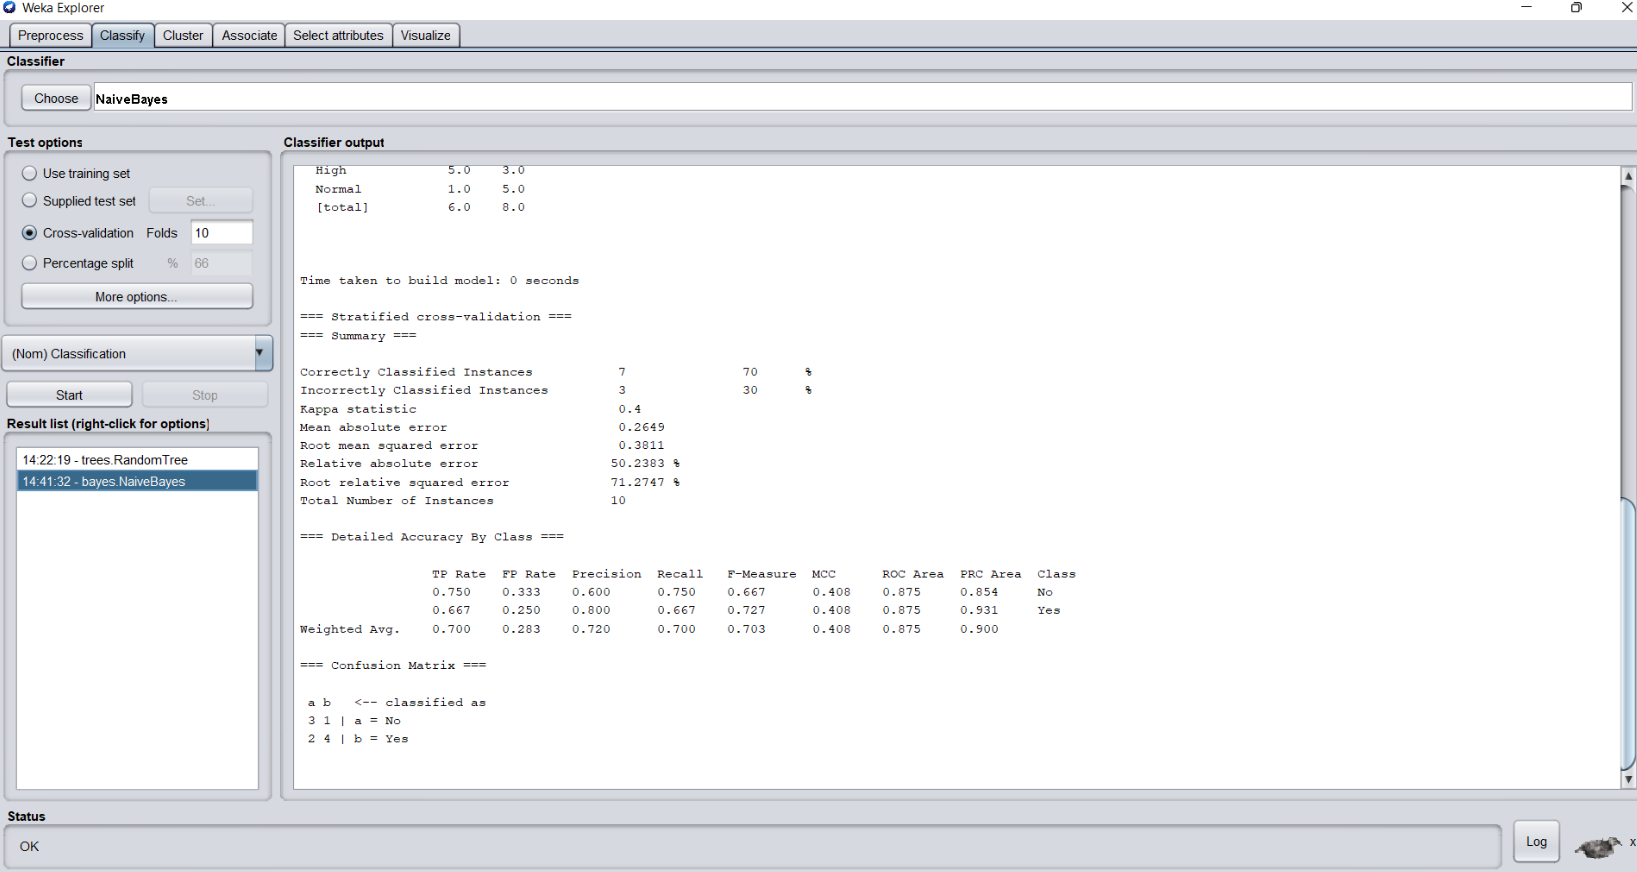 Weka Explorer
Preprocess Classify Cluster Associate Select attributes Visualize
Classifier
Choose NaiveBayes
Test options
Use training set
Supplied test set Set...
Cross-validation Folds 10
Percentage split % 66
More options...
(Nom) Classification
Start Stop
Result list (right-click for options)
14:22:19 - trees.RandomTree
14:41:32 - bayes.NaiveBayes
Classifier output
High 5.0 3.0
Normal 1.0 5.0
[total] 6.0 8.0
Time taken to build model: 0 seconds
=== Stratified cross-validation ===
=== Summary ===
Correctly Classified Instances 7 70 %
Incorrectly Classified Instances 3 30 %
Kappa statistic 0.4
Mean absolute error 0.2649
Root mean squared error 0.3811
Relative absolute error 50.2383 %
Root relative squared error 71.2747 %
Total Number of Instances 10
=== Detailed Accuracy By Class ===
TP Rate FP Rate Precision Recall F-Measure MCC ROC Area PRC Area Class
0.750 0.333 0.600 0.750 0.667 0.408 0.875 0.854 No
0.667 0.250 0.800 0.667 0.727 0.408 0.875 0.931 Yes
Weighted Avg. 0.700 0.283 0.720 0.700 0.703 0.408 0.875 0.900
=== Confusion Matrix ===
a b <-- classified as
3 1 | a = No
2 4 | b = Yes
Status
OK
Log
x